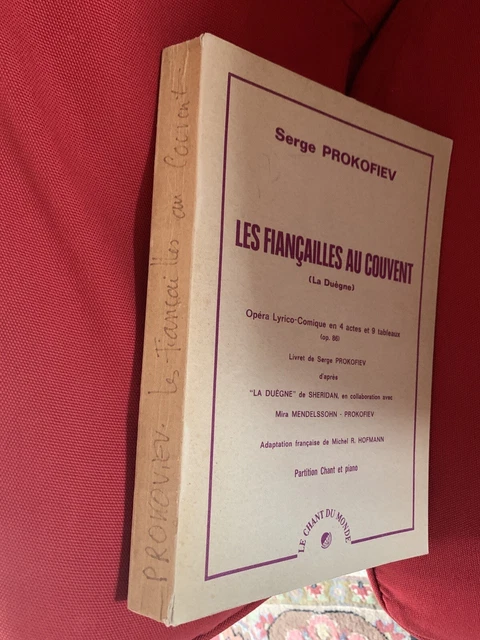 Serge PROKOFIEV
LES FIANÇAILLES AU COUVENT
(La Duègne)
Opéra Lyrico-Comique en 4 actes et 9 tableaux
(op. 86)
Livret de Serge PROKOFIEV
d'après
"LA DUÈGNE" de SHERIDAN, en collaboration avec
Mira MENDELSSOHN - PROKOFIEV
Adaptation française de Michel R. HOFMANN
Partition Chant et piano
LE CHANT DU MONDE
PROKOVIEV. Les Fiançailles au Couvent